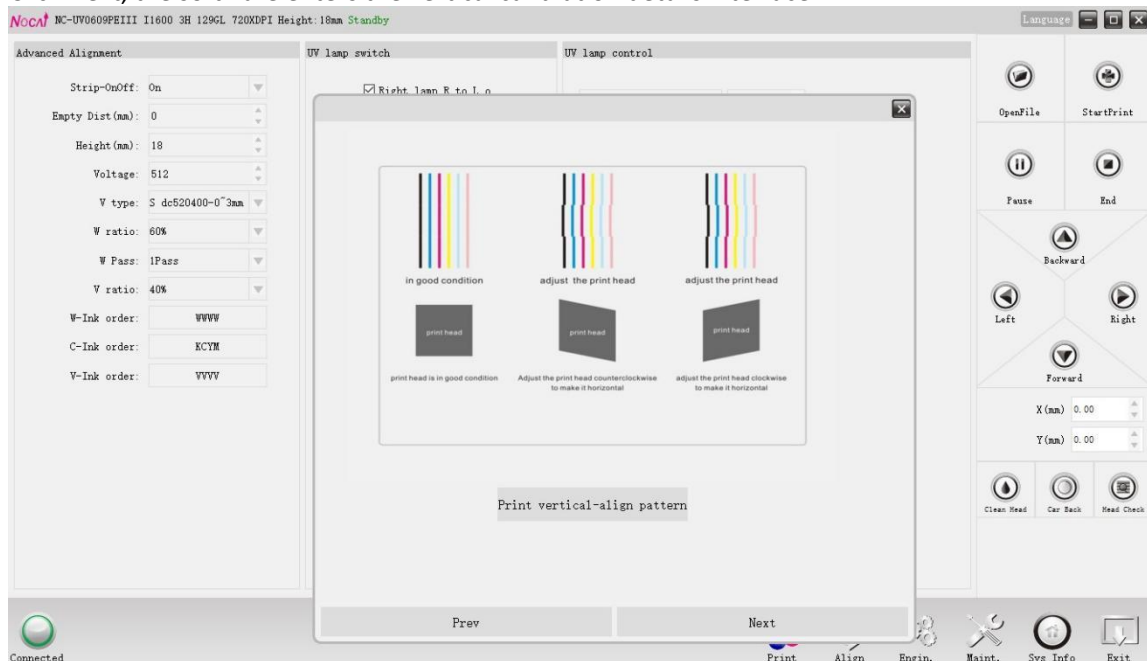 NocAI NC-UV0609PEIII I1600 3H 129GL 720XDPI Height:18mm Standby
Language
Advanced Alignment
Strip-OnOff: On
Empty Dist(mm): 0
Height(mm): 18
Voltage: 512
V type: S dc520400-0~3mm
W ratio: 60%
W Pass: 1Pass
V ratio: 40%
W-Ink order: WWWW
C-Ink order: KCYM
V-Ink order: VVVV
UV lamp switch
Right lamp R to L o
UV lamp control
in good condition
adjust the print head
adjust the print head
print head
print head
print head
print head is in good condition
Adjust the print head counterclockwise
to make it horizontal
adjust the print head clockwise
to make it horizontal
Print vertical-align pattern
Prev
Next
OpenFile
StartPrint
Pause
End
Backward
Left
Right
Forward
X(mm) 0.00
Y(mm) 0.00
Clean Head
Car Back
Head Check
Connected
Print
Align
Engin.
Maint.
Sys Info
Exit